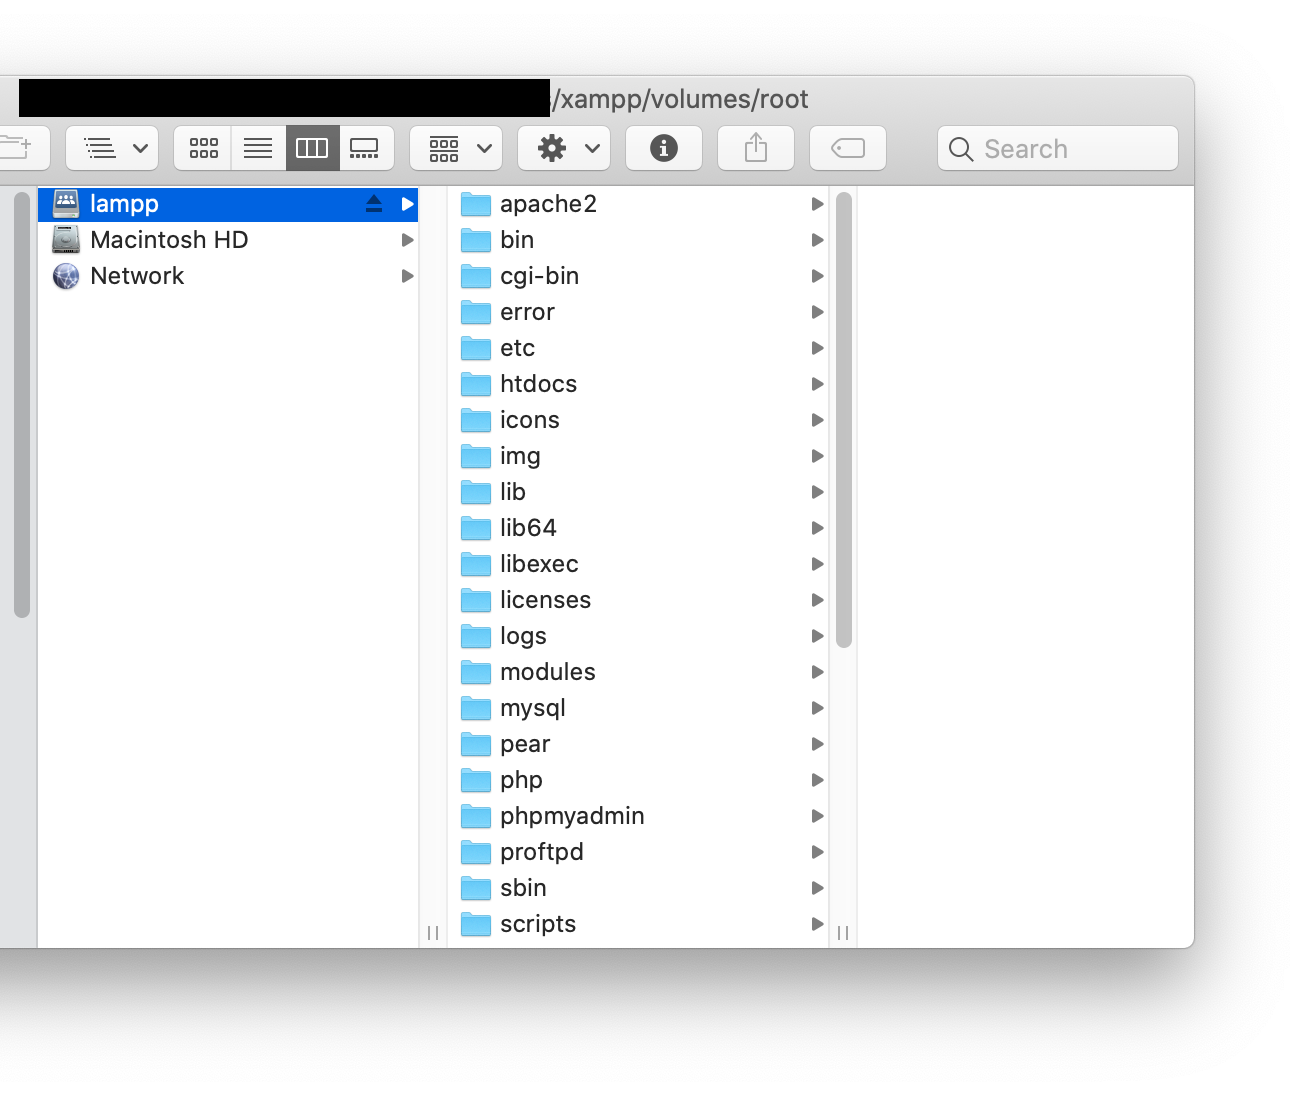 /xampp/volumes/root
Search
lampp
Macintosh HD
Network
apache2
bin
cgi-bin
error
etc
htdocs
icons
img
lib
lib64
libexec
licenses
logs
modules
mysql
pear
php
phpmyadmin
proftpd
sbin
scripts